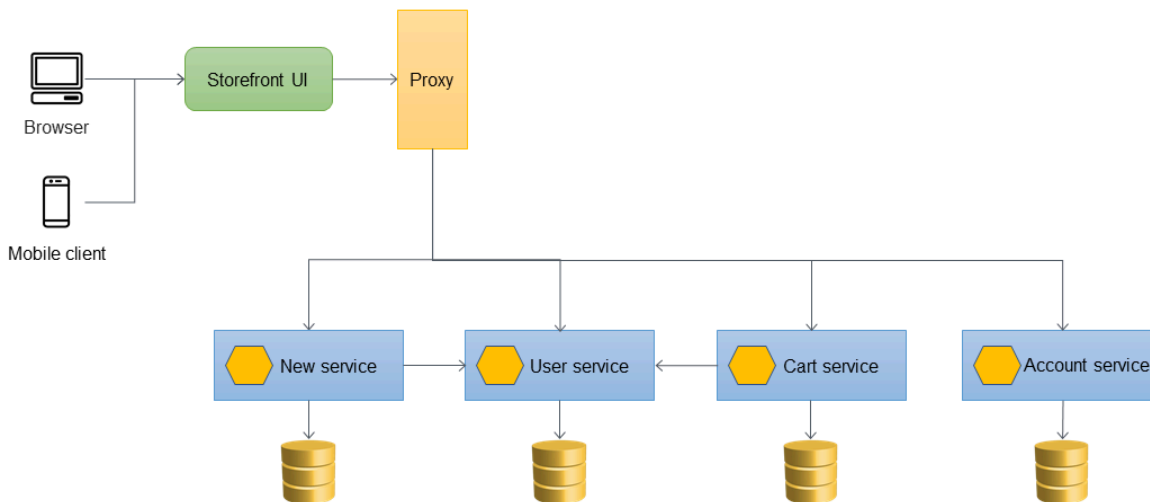 Storefront UI
Proxy
Browser
Mobile client
New service
User service
Cart service
Account service